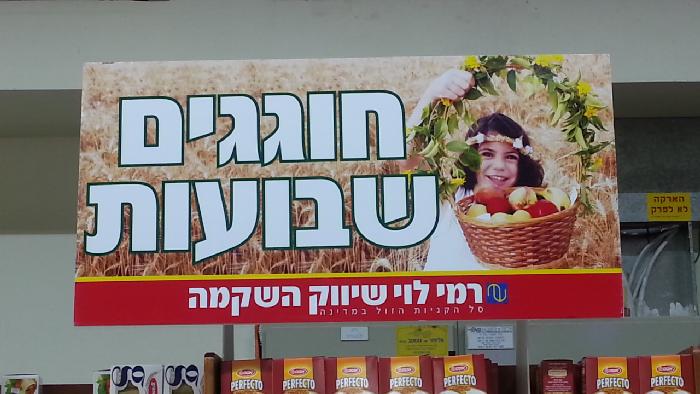 חוגגים
שבועות
רמי לוי שיווק השקמה
סל הקניות הזול במדינה
הארקה
לא לפרק
PERFECTO
PERFECTO
PERFECTO
PERFECTO
PERFECTO
PERFECTO
PERFECTO